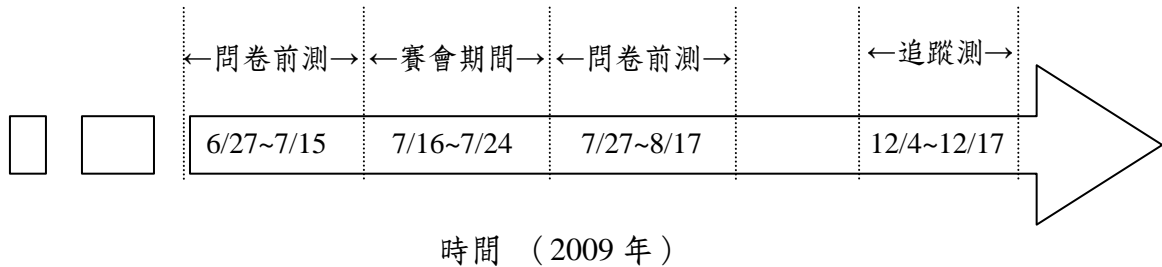 ←問卷前測→ ←賽會期間→ ←問卷前測→ ←追蹤測→
6/27~7/15 7/16~7/24 7/27~8/17 12/4~12/17
時間 （2009 年）